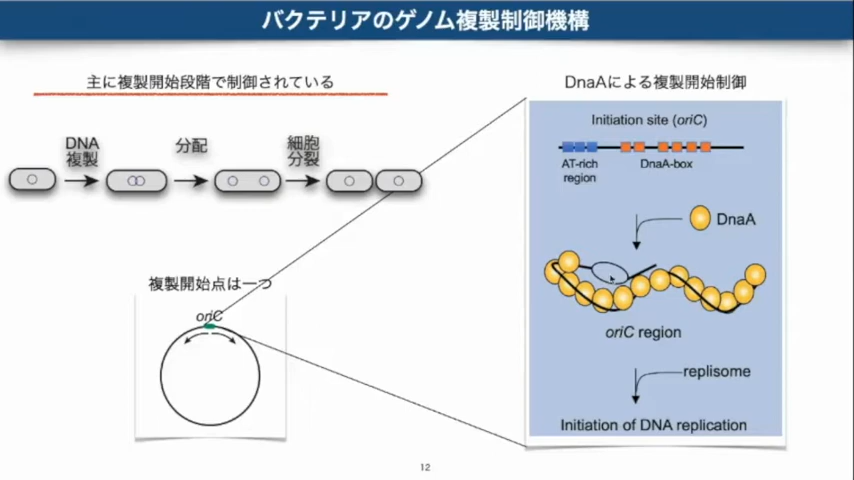 バクテリアのゲノム複製制御機構
主に複製開始段階で制御されている
DNA
複製
分配
細胞
分裂
複製開始点は一つ
oriC
DnaAによる複製開始制御
Initiation site (oriC)
AT-rich
region
DnaA-box
DnaA
oriC region
replisome
Initiation of DNA replication
12